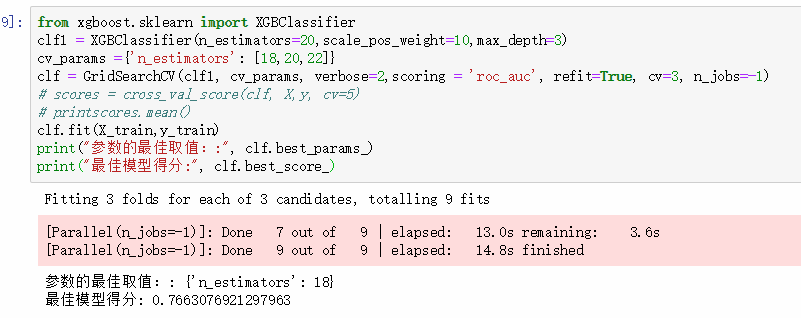 9]: from xgboost.sklearn import XGBClassifier
clf1 = XGBClassifier(n_estimators=20,scale_pos_weight=10,max_depth=3)
cv_params ={'n_estimators': [18,20,22]}
clf = GridSearchCV(clf1, cv_params, verbose=2,scoring = 'roc_auc', refit=True, cv=3, n_jobs=-1)
# scores = cross_val_score(clf, X,y, cv=5)
# printscores.mean()
clf.fit(X_train,y_train)
print("参数的最佳取值：:", clf.best_params_)
print("最佳模型得分:", clf.best_score_)
Fitting 3 folds for each of 3 candidates, totalling 9 fits
[Parallel(n_jobs=-1)]: Done   7 out of   9 | elapsed:   13.0s remaining:    3.6s
[Parallel(n_jobs=-1)]: Done   9 out of   9 | elapsed:   14.8s finished
参数的最佳取值：: {'n_estimators': 18}
最佳模型得分: 0.7663076921297963